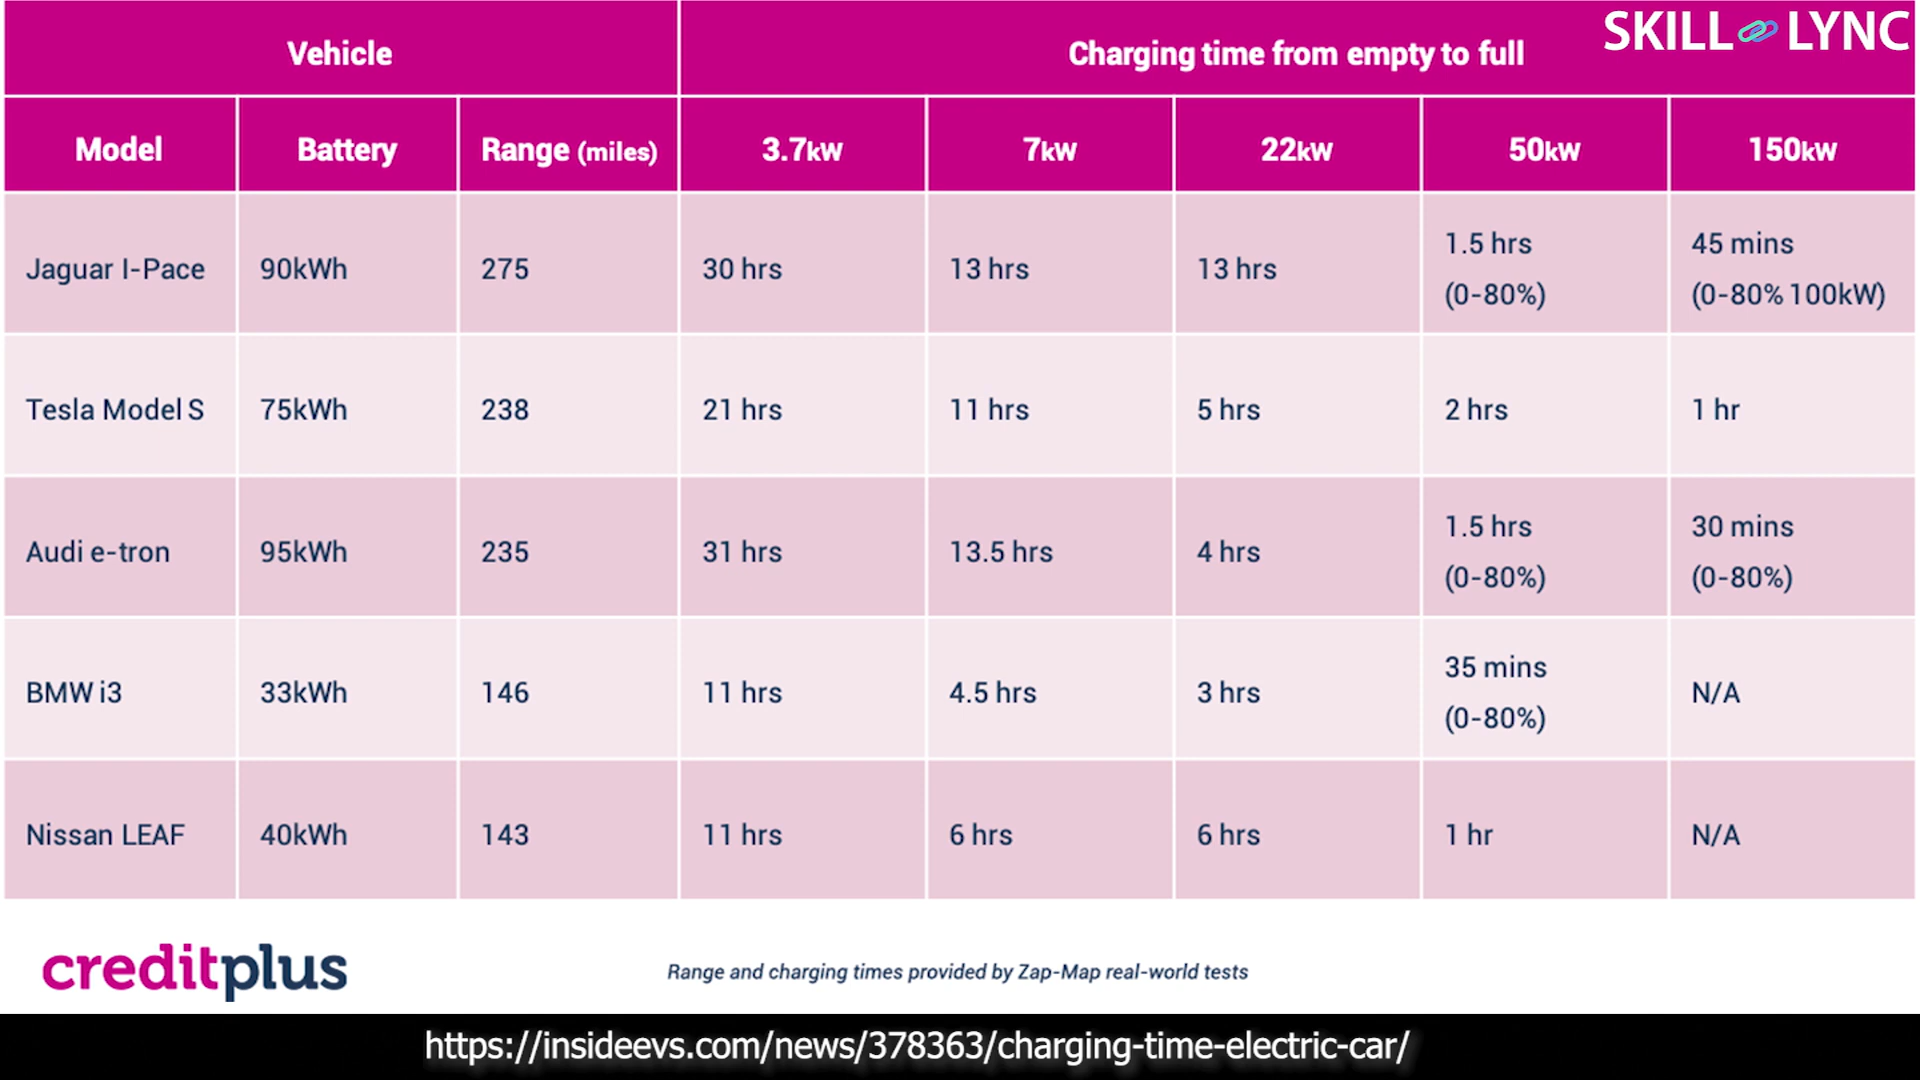 SKILL LYNC
Vehicle Charging time from empty to full
Model Battery Range (miles) 3.7kw 7kw 22kw 50kw 150kw
Jaguar I-Pace 90kWh 275 30 hrs 13 hrs 13 hrs 1.5 hrs (0-80%) 45 mins (0-80% 100kW)
Tesla Model S 75kWh 238 21 hrs 11 hrs 5 hrs 2 hrs 1 hr
Audi e-tron 95kWh 235 31 hrs 13.5 hrs 4 hrs 1.5 hrs (0-80%) 30 mins (0-80%)
BMW i3 33kWh 146 11 hrs 4.5 hrs 3 hrs 35 mins (0-80%) N/A
Nissan LEAF 40kWh 143 11 hrs 6 hrs 6 hrs 1 hr N/A
creditplus
Range and charging times provided by Zap-Map real-world tests
https://insideevs.com/news/378363/charging-time-electric-car/